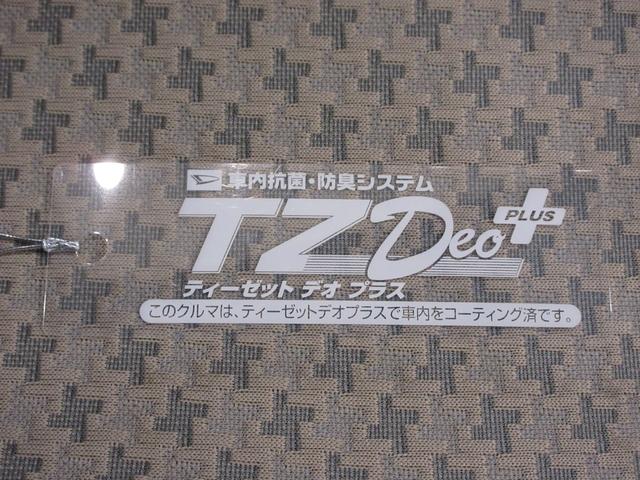 車内抗菌・防臭システム
TZ Deo PLUS
ティーゼット デオ プラス
このクルマは、ティーゼットデオプラスで車内をコーティング済です。